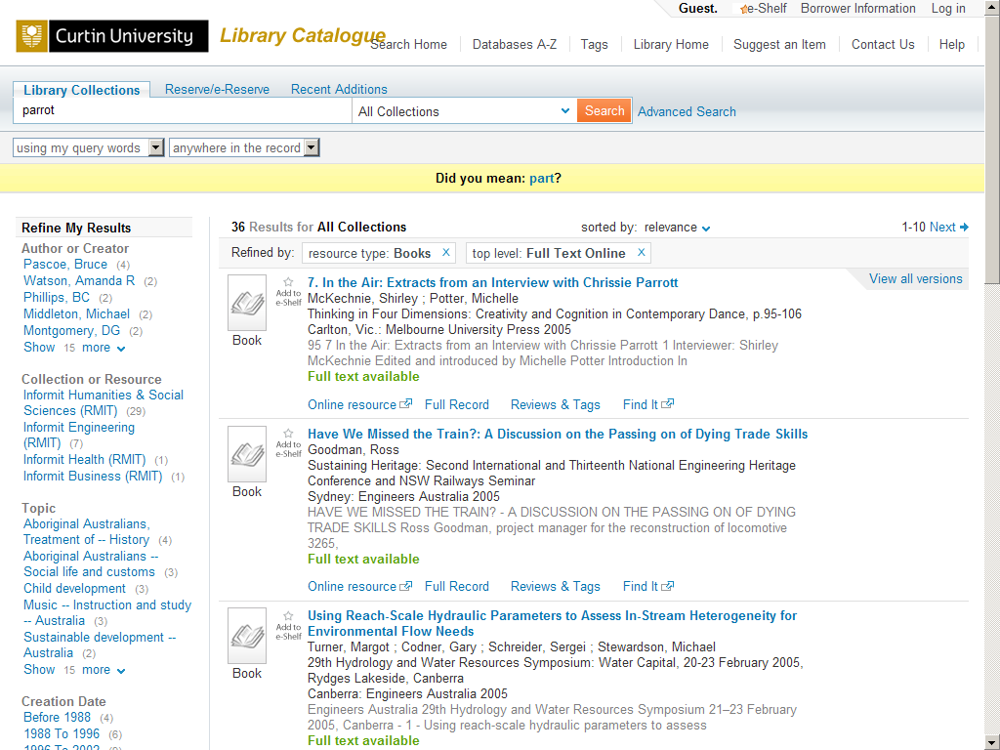 Guest. e-Shelf Borrower Information Log in
Curtin University Library Catalogue
Search Home Databases A-Z Tags Library Home Suggest an Item Contact Us Help
Library Collections Reserve/e-Reserve Recent Additions
parrot All Collections Search Advanced Search
using my query words anywhere in the record
Did you mean: part?
Refine My Results
Author or Creator
Pascoe, Bruce (4)
Watson, Amanda R (2)
Phillips, BC (2)
Middleton, Michael (2)
Montgomery, DG (2)
Show 15 more
Collection or Resource
Informit Humanities & Social
Sciences (RMIT) (29)
Informit Engineering
(RMIT) (7)
Informit Health (RMIT) (1)
Informit Business (RMIT) (1)
Topic
Aboriginal Australians,
Treatment of -- History (4)
Aboriginal Australians --
Social life and customs (3)
Child development (3)
Music -- Instruction and study
-- Australia (3)
Sustainable development --
Australia (2)
Show 15 more
Creation Date
Before 1988 (4)
1988 To 1996 (6)
1996 To 2002
36 Results for All Collections sorted by: relevance 1-10 Next
Refined by: resource type: Books X top level: Full Text Online X
View all versions
Book
Add to
e-Shelf
7. In the Air: Extracts from an Interview with Chrissie Parrott
McKechnie, Shirley ; Potter, Michelle
Thinking in Four Dimensions: Creativity and Cognition in Contemporary Dance, p.95-106
Carlton, Vic.: Melbourne University Press 2005
95 7 In the Air: Extracts from an Interview with Chrissie Parrott 1 Interviewer: Shirley
McKechnie Edited and introduced by Michelle Potter Introduction In
Full text available
Online resource Full Record Reviews & Tags Find It
Book
Add to
e-Shelf
Have We Missed the Train?: A Discussion on the Passing on of Dying Trade Skills
Goodman, Ross
Sustaining Heritage: Second International and Thirteenth National Engineering Heritage
Conference and NSW Railways Seminar
Sydney: Engineers Australia 2005
HAVE WE MISSED THE TRAIN? - A DISCUSSION ON THE PASSING ON OF DYING
TRADE SKILLS Ross Goodman, project manager for the reconstruction of locomotive
3265,
Full text available
Online resource Full Record Reviews & Tags Find It
Book
Add to
e-Shelf
Using Reach-Scale Hydraulic Parameters to Assess In-Stream Heterogeneity for
Environmental Flow Needs
Turner, Margot ; Codner, Gary ; Schreider, Sergei ; Stewardson, Michael
29th Hydrology and Water Resources Symposium: Water Capital, 20-23 February 2005,
Rydges Lakeside, Canberra
Canberra: Engineers Australia 2005
Engineers Australia 29th Hydrology and Water Resources Symposium 21–23 February
2005, Canberra - 1 - Using reach-scale hydraulic parameters to assess
Full text available